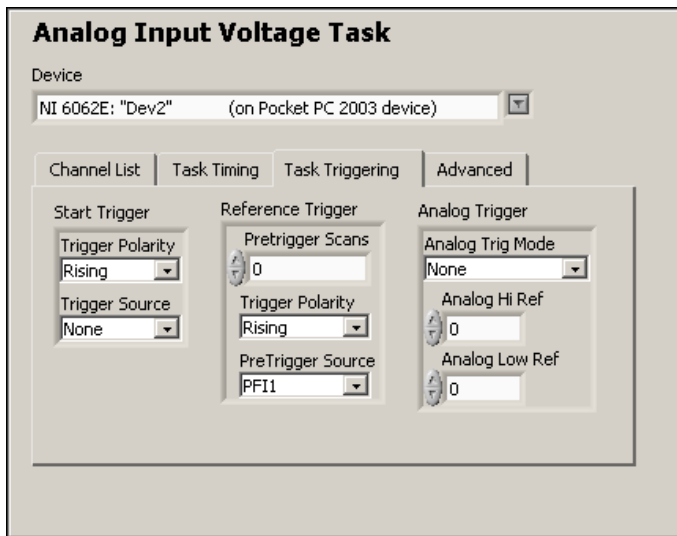 Analog Input Voltage Task
Device
NI 6062E: "Dev2" (on Pocket PC 2003 device)
Channel List Task Timing Task Triggering Advanced
Start Trigger
Trigger Polarity
Rising
Trigger Source
None
Reference Trigger
Pretrigger Scans
0
Trigger Polarity
Rising
PreTrigger Source
PFI1
Analog Trigger
Analog Trig Mode
None
Analog Hi Ref
0
Analog Low Ref
0